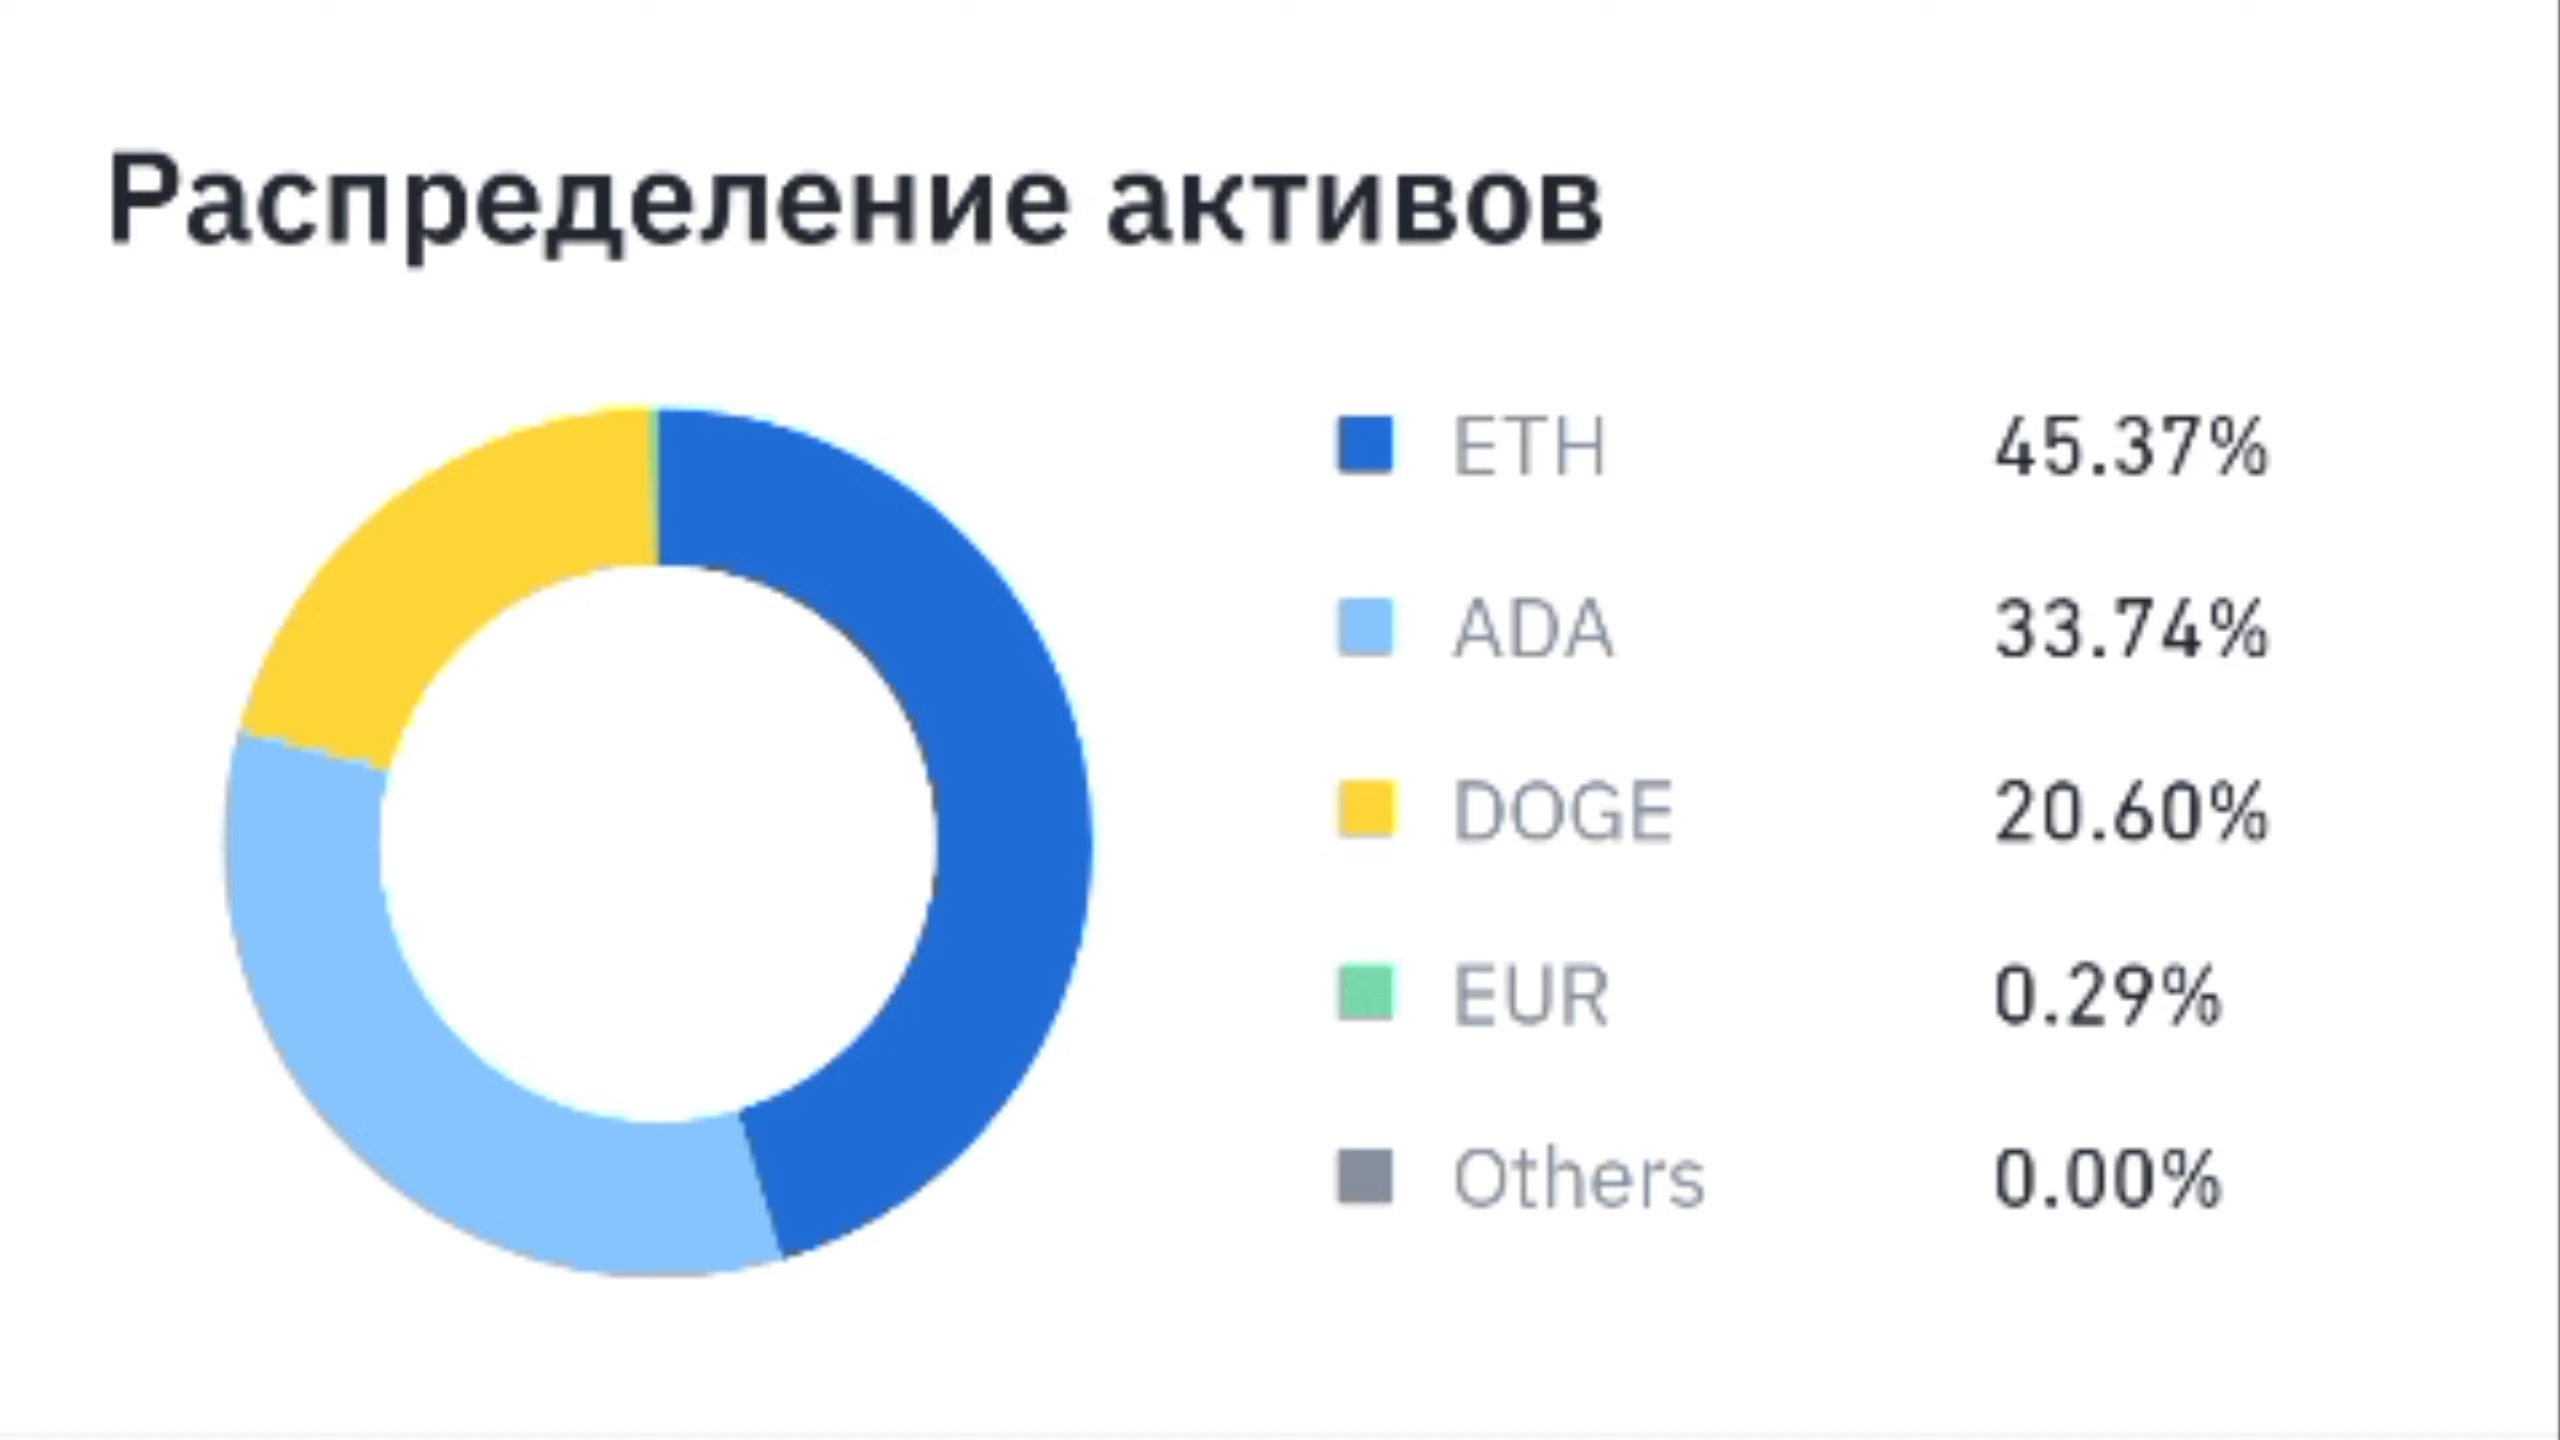 Распределение активов
ETH 45.37%
ADA 33.74%
DOGE 20.60%
EUR 0.29%
Others 0.00%